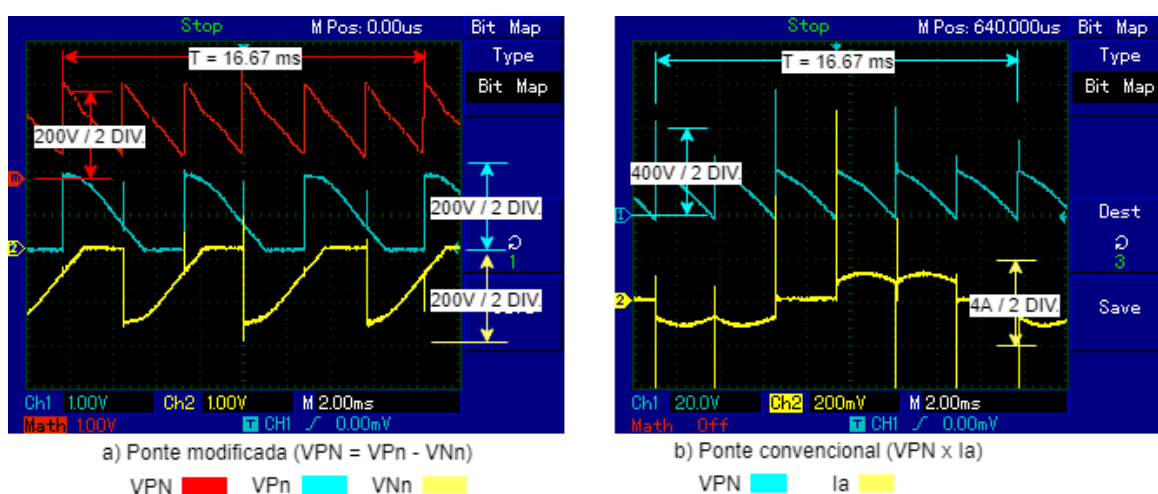 Stop M Pos: 0.00us Bit Map
T = 16.67 ms
Type
Bit Map
200V / 2 DIV.
200V / 2 DIV.
200V / 2 DIV.
m
2
2
1
Ch1 1.00V Ch2 1.00V M 2.00ms
Math 1.00V T CH1 0.00mV
a) Ponte modificada (VPN = VPn - VNn)
VPN VPn VNn
Stop M Pos: 640.000us Bit Map
T = 16.67 ms
Type
Bit Map
400V / 2 DIV.
1
Dest
3
2
4A / 2 DIV.
Save
Ch1 20.0V Ch2 200mV M 2.00ms
Math Off T CH1 0.00mV
b) Ponte convencional (VPN x Ia)
VPN Ia